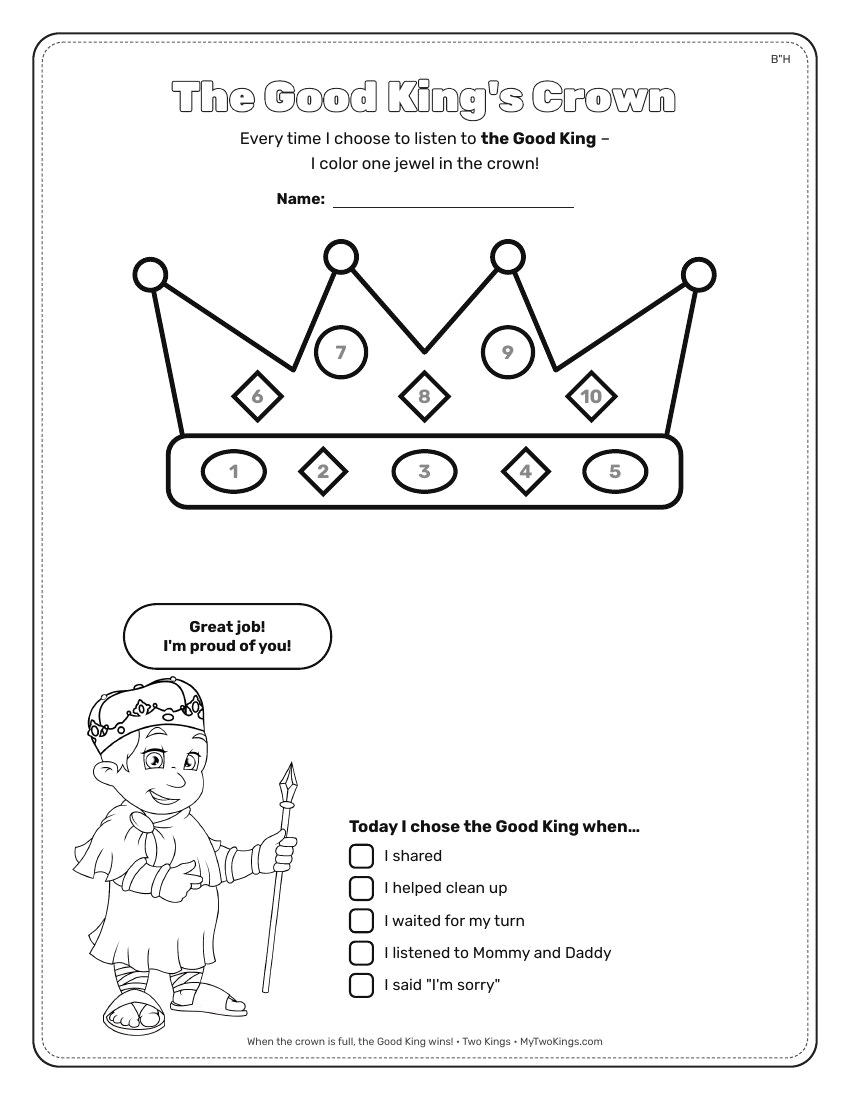 B"H
The Good King's Crown
Every time I choose to listen to the Good King –
I color one jewel in the crown!
Name:
7
9
6
8
10
1
2
3
4
5
Great job!
I'm proud of you!
Today I chose the Good King when...
I shared
I helped clean up
I waited for my turn
I listened to Mommy and Daddy
I said "I'm sorry"
When the crown is full, the Good King wins! • Two Kings • MyTwoKings.com